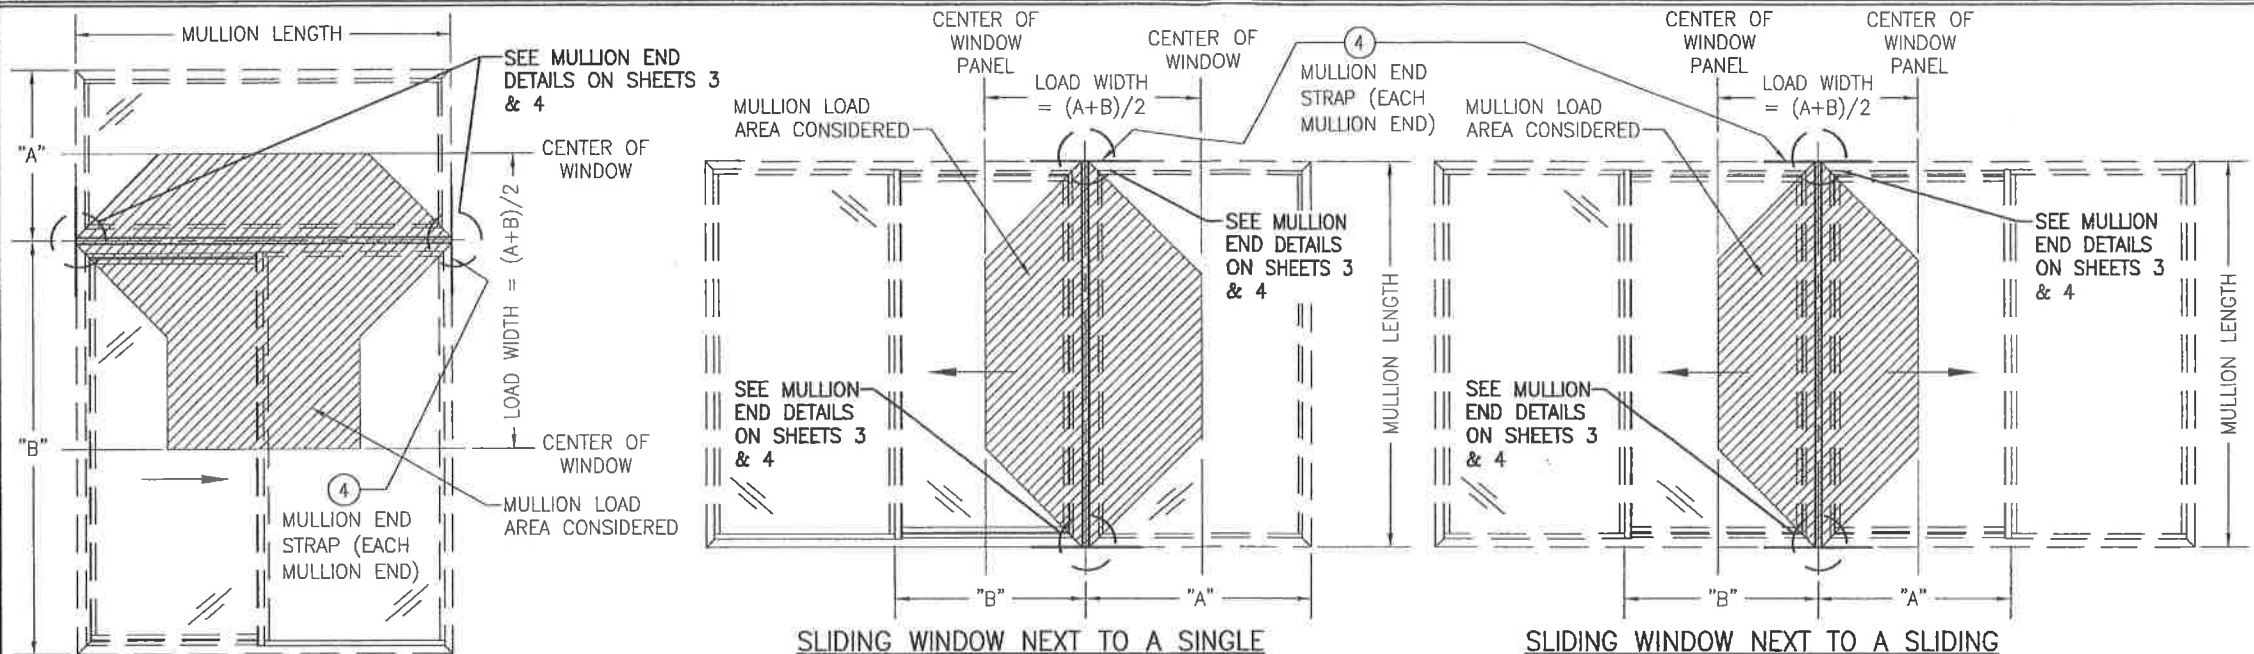 MULLION LENGTH
SEE MULLION END
DETAILS ON SHEETS 3
& 4
"A"
CENTER OF
WINDOW
LOAD WIDTH = (A+B)/2
"B"
CENTER OF
WINDOW
4
MULLION END
STRAP (EACH
MULLION END)
MULLION LOAD
AREA CONSIDERED
CENTER OF
WINDOW
PANEL
CENTER OF
WINDOW
LOAD WIDTH
= (A+B)/2
MULLION LOAD
AREA CONSIDERED
4
MULLION END
STRAP (EACH
MULLION END)
SEE MULLION
END DETAILS
ON SHEETS 3
& 4
MULLION LENGTH
SEE MULLION
END DETAILS
ON SHEETS 3
& 4
"B"
"A"
SLIDING WINDOW NEXT TO A SINGLE
CENTER OF
WINDOW
PANEL
CENTER OF
WINDOW
PANEL
LOAD WIDTH
= (A+B)/2
MULLION LOAD
AREA CONSIDERED
SEE MULLION
END DETAILS
ON SHEETS 3
& 4
MULLION LENGTH
SEE MULLION
END DETAILS
ON SHEETS 3
& 4
"B"
"A"
SLIDING WINDOW NEXT TO A SLIDING